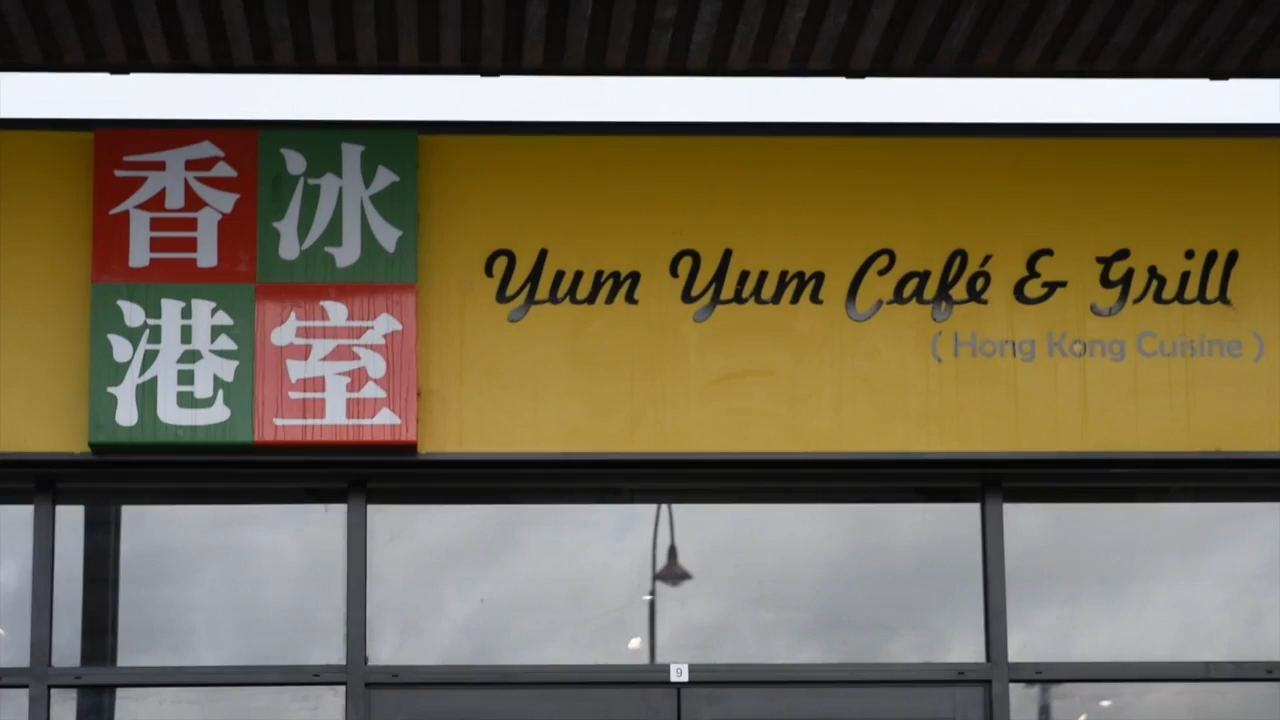 香冰
港室
Yum Yum Café & Grill
( Hong Kong Cuisine )
9